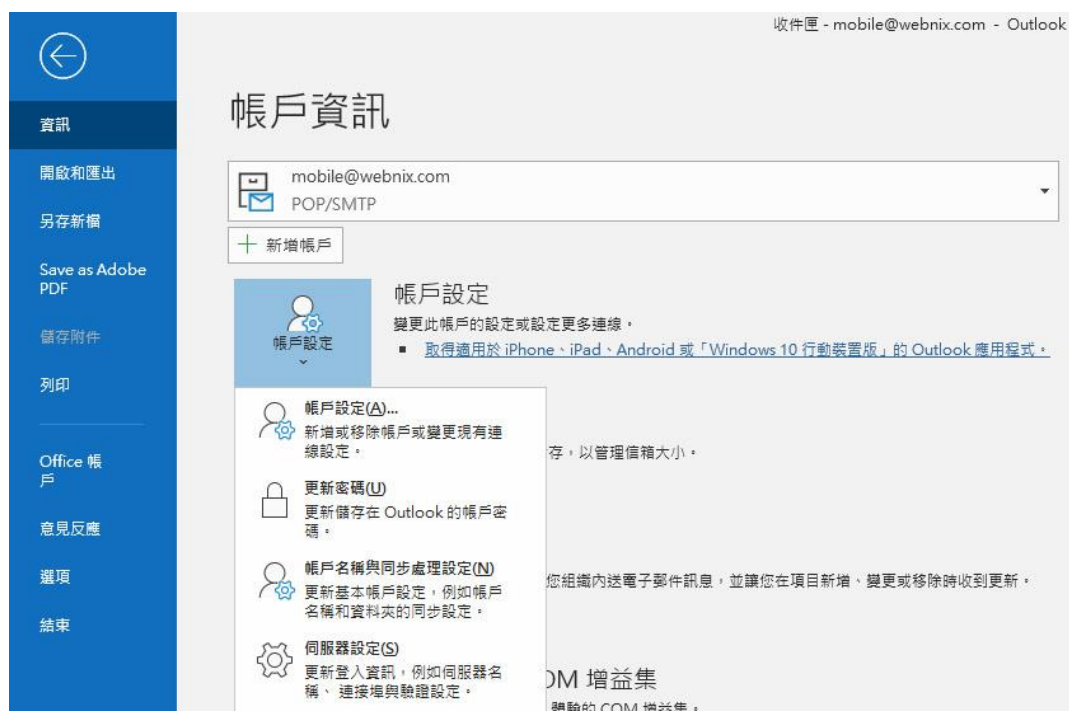 收件匣 - mobile@webnix.com - Outlook
資訊
開啟和匯出
另存新檔
Save as Adobe
PDF
儲存附件
列印
Office 帳
戶
意見反應
選項
結束
帳戶資訊
mobile@webnix.com
POP/SMTP
新增帳戶
帳戶設定
帳戶設定
變更此帳戶的設定或設定更多連線。
取得適用於 iPhone、iPad、Android 或「Windows 10 行動裝置版」的 Outlook 應用程式。
帳戶設定(A)...
新增或移除帳戶或變更現有連
線設定。
存，以管理信箱大小。
更新密碼(U)
更新儲存在 Outlook 的帳戶密
碼。
帳戶名稱與同步處理設定(N)
更新基本帳戶設定，例如帳戶
名稱和資料夾的同步設定。
您組織內送電子郵件訊息，並讓您在項目新增、變更或移除時收到更新。
伺服器設定(S)
更新登入資訊，例如伺服器名
稱、 連接埠與驗證設定。
OM 增益集
體驗的 COM 增益集。